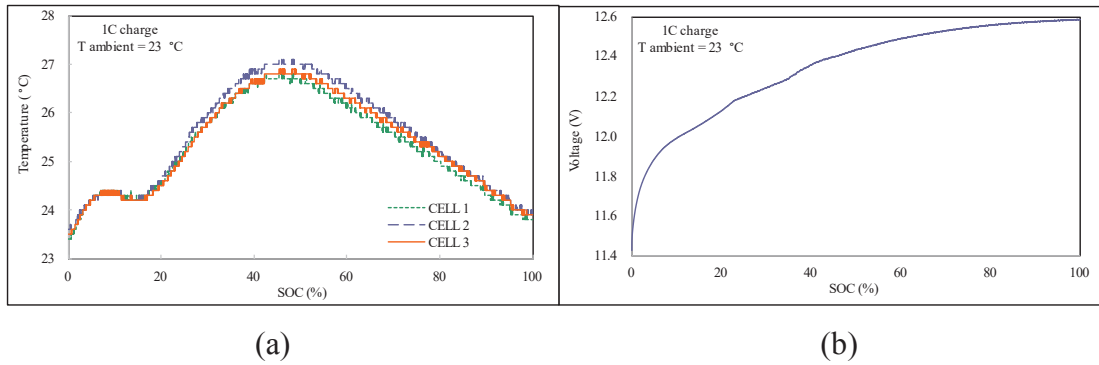 28
27
26
25
24
23
Temperature ( °C)
1C charge
T ambient = 23 °C
CELL 1
CELL 2
CELL 3
0 20 40 60 80 100
SOC (%)
(a)
12.6
12.4
12.2
12.0
11.8
11.6
11.4
Voltage (V)
1C charge
T ambient = 23 °C
0 20 40 60 80 100
SOC (%)
(b)